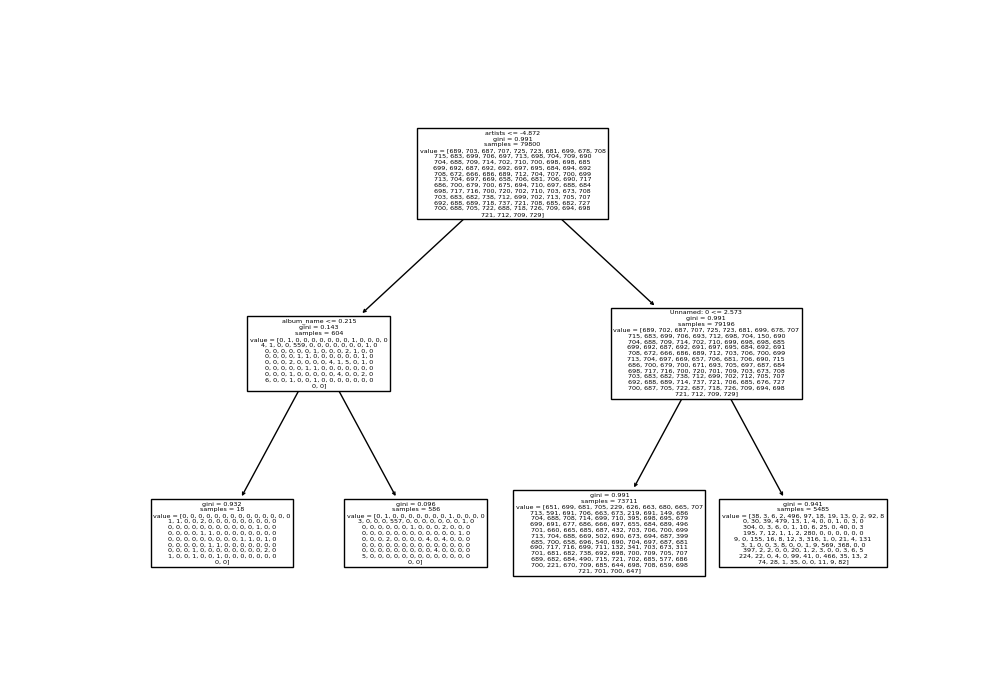 artists <= -4.872
gini = 0.991
samples = 79800
value = [689, 703, 687, 707, 725, 723, 681, 699, 678, 708
715, 683, 699, 706, 697, 713, 698, 704, 709, 690
704, 688, 709, 714, 702, 710, 700, 698, 698, 685
699, 692, 687, 692, 692, 697, 695, 684, 694, 692
708, 672, 666, 686, 689, 712, 704, 707, 700, 699
713, 704, 697, 669, 658, 706, 681, 706, 690, 717
686, 700, 679, 700, 675, 694, 710, 697, 688, 684
698, 717, 716, 700, 720, 702, 710, 703, 673, 708
703, 683, 682, 738, 712, 699, 702, 713, 705, 707
692, 688, 689, 718, 737, 721, 708, 685, 682, 727
700, 688, 705, 722, 688, 718, 726, 709, 694, 698
721, 712, 709, 729]
album_name <= 0.215
gini = 0.143
samples = 604
value = [0, 1, 0, 0, 0, 0, 0, 0, 0, 1, 0, 0, 0, 0
4, 1, 0, 0, 559, 0, 0, 0, 0, 0, 0, 0, 1, 0
0, 0, 0, 0, 0, 0, 1, 0, 0, 0, 2, 1, 0, 0
0, 0, 0, 0, 1, 1, 0, 0, 0, 0, 0, 0, 1, 0
0, 0, 0, 2, 0, 0, 0, 0, 4, 1, 5, 0, 1, 0
0, 0, 0, 0, 0, 1, 1, 0, 0, 0, 0, 0, 0, 0
0, 0, 0, 1, 0, 0, 0, 0, 0, 4, 0, 0, 2, 0
6, 0, 0, 1, 0, 0, 1, 0, 0, 0, 0, 0, 0, 0
0, 0]
Unnamed: 0 <= 2.573
gini = 0.991
samples = 79196
value = [689, 702, 687, 707, 725, 723, 681, 699, 678, 707
715, 683, 699, 706, 693, 712, 698, 704, 150, 690
704, 688, 709, 714, 702, 710, 699, 698, 698, 685
699, 692, 687, 692, 691, 697, 695, 684, 692, 691
708, 672, 666, 686, 689, 712, 703, 706, 700, 699
713, 704, 697, 669, 657, 706, 681, 706, 690, 715
686, 700, 679, 700, 671, 693, 705, 697, 687, 684
698, 717, 716, 700, 720, 701, 709, 703, 673, 708
703, 683, 682, 738, 712, 699, 702, 712, 705, 707
692, 688, 689, 714, 737, 721, 706, 685, 676, 727
700, 687, 705, 722, 687, 718, 726, 709, 694, 698
721, 712, 709, 729]
gini = 0.932
samples = 18
value = [0, 0, 0, 0, 0, 0, 0, 0, 0, 0, 0, 0, 0, 0
1, 1, 0, 0, 2, 0, 0, 0, 0, 0, 0, 0, 0, 0
0, 0, 0, 0, 0, 0, 0, 0, 0, 0, 0, 1, 0, 0
0, 0, 0, 0, 1, 1, 0, 0, 0, 0, 0, 0, 0, 0
0, 0, 0, 0, 0, 0, 0, 0, 0, 1, 1, 0, 1, 0
0, 0, 0, 0, 0, 1, 1, 0, 0, 0, 0, 0, 0, 0
0, 0, 0, 1, 0, 0, 0, 0, 0, 0, 0, 0, 2, 0
1, 0, 0, 1, 0, 0, 1, 0, 0, 0, 0, 0, 0, 0
0, 0]
gini = 0.096
samples = 586
value = [0, 1, 0, 0, 0, 0, 0, 0, 0, 1, 0, 0, 0, 0
3, 0, 0, 0, 557, 0, 0, 0, 0, 0, 0, 0, 1, 0
0, 0, 0, 0, 0, 0, 1, 0, 0, 0, 2, 0, 0, 0
0, 0, 0, 0, 0, 0, 0, 0, 0, 0, 0, 0, 1, 0
0, 0, 0, 2, 0, 0, 0, 0, 4, 0, 4, 0, 0, 0
0, 0, 0, 0, 0, 0, 0, 0, 0, 0, 0, 0, 0, 0
0, 0, 0, 0, 0, 0, 0, 0, 0, 4, 0, 0, 0, 0
5, 0, 0, 0, 0, 0, 0, 0, 0, 0, 0, 0, 0, 0
0, 0]
gini = 0.991
samples = 73711
value = [651, 699, 681, 705, 229, 626, 663, 680, 665, 707
713, 591, 691, 706, 663, 673, 219, 691, 149, 686
704, 688, 708, 714, 699, 710, 395, 698, 695, 679
699, 691, 677, 686, 666, 697, 655, 684, 689, 496
701, 660, 665, 685, 687, 432, 703, 706, 700, 699
713, 704, 688, 669, 502, 690, 673, 694, 687, 399
685, 700, 658, 696, 540, 690, 704, 697, 687, 681
690, 717, 716, 699, 711, 132, 341, 703, 673, 311
701, 681, 682, 738, 692, 698, 700, 709, 705, 707
689, 682, 684, 490, 715, 721, 702, 685, 577, 686
700, 221, 670, 709, 685, 644, 698, 708, 659, 698
721, 701, 700, 647]
gini = 0.941
samples = 5485
value = [38, 3, 6, 2, 496, 97, 18, 19, 13, 0, 2, 92, 8
0, 30, 39, 479, 13, 1, 4, 0, 0, 1, 0, 3, 0
304, 0, 3, 6, 0, 1, 10, 6, 25, 0, 40, 0, 3
195, 7, 12, 1, 1, 2, 280, 0, 0, 0, 0, 0, 0
9, 0, 155, 16, 8, 12, 3, 316, 1, 0, 21, 4, 131
3, 1, 0, 0, 3, 8, 0, 0, 1, 9, 569, 368, 0, 0
397, 2, 2, 0, 0, 20, 1, 2, 3, 0, 0, 3, 6, 5
224, 22, 0, 4, 0, 99, 41, 0, 466, 35, 13, 2
74, 28, 1, 35, 0, 0, 11, 9, 82]